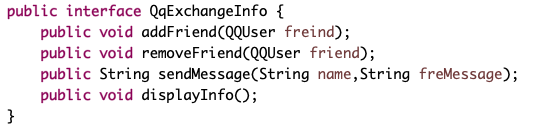 public interface QqExchangeInfo {
    public void addFriend(QQUser freind);
    public void removeFriend(QQUser friend);
    public String sendMessage(String name,String freMessage);
    public void displayInfo();
}